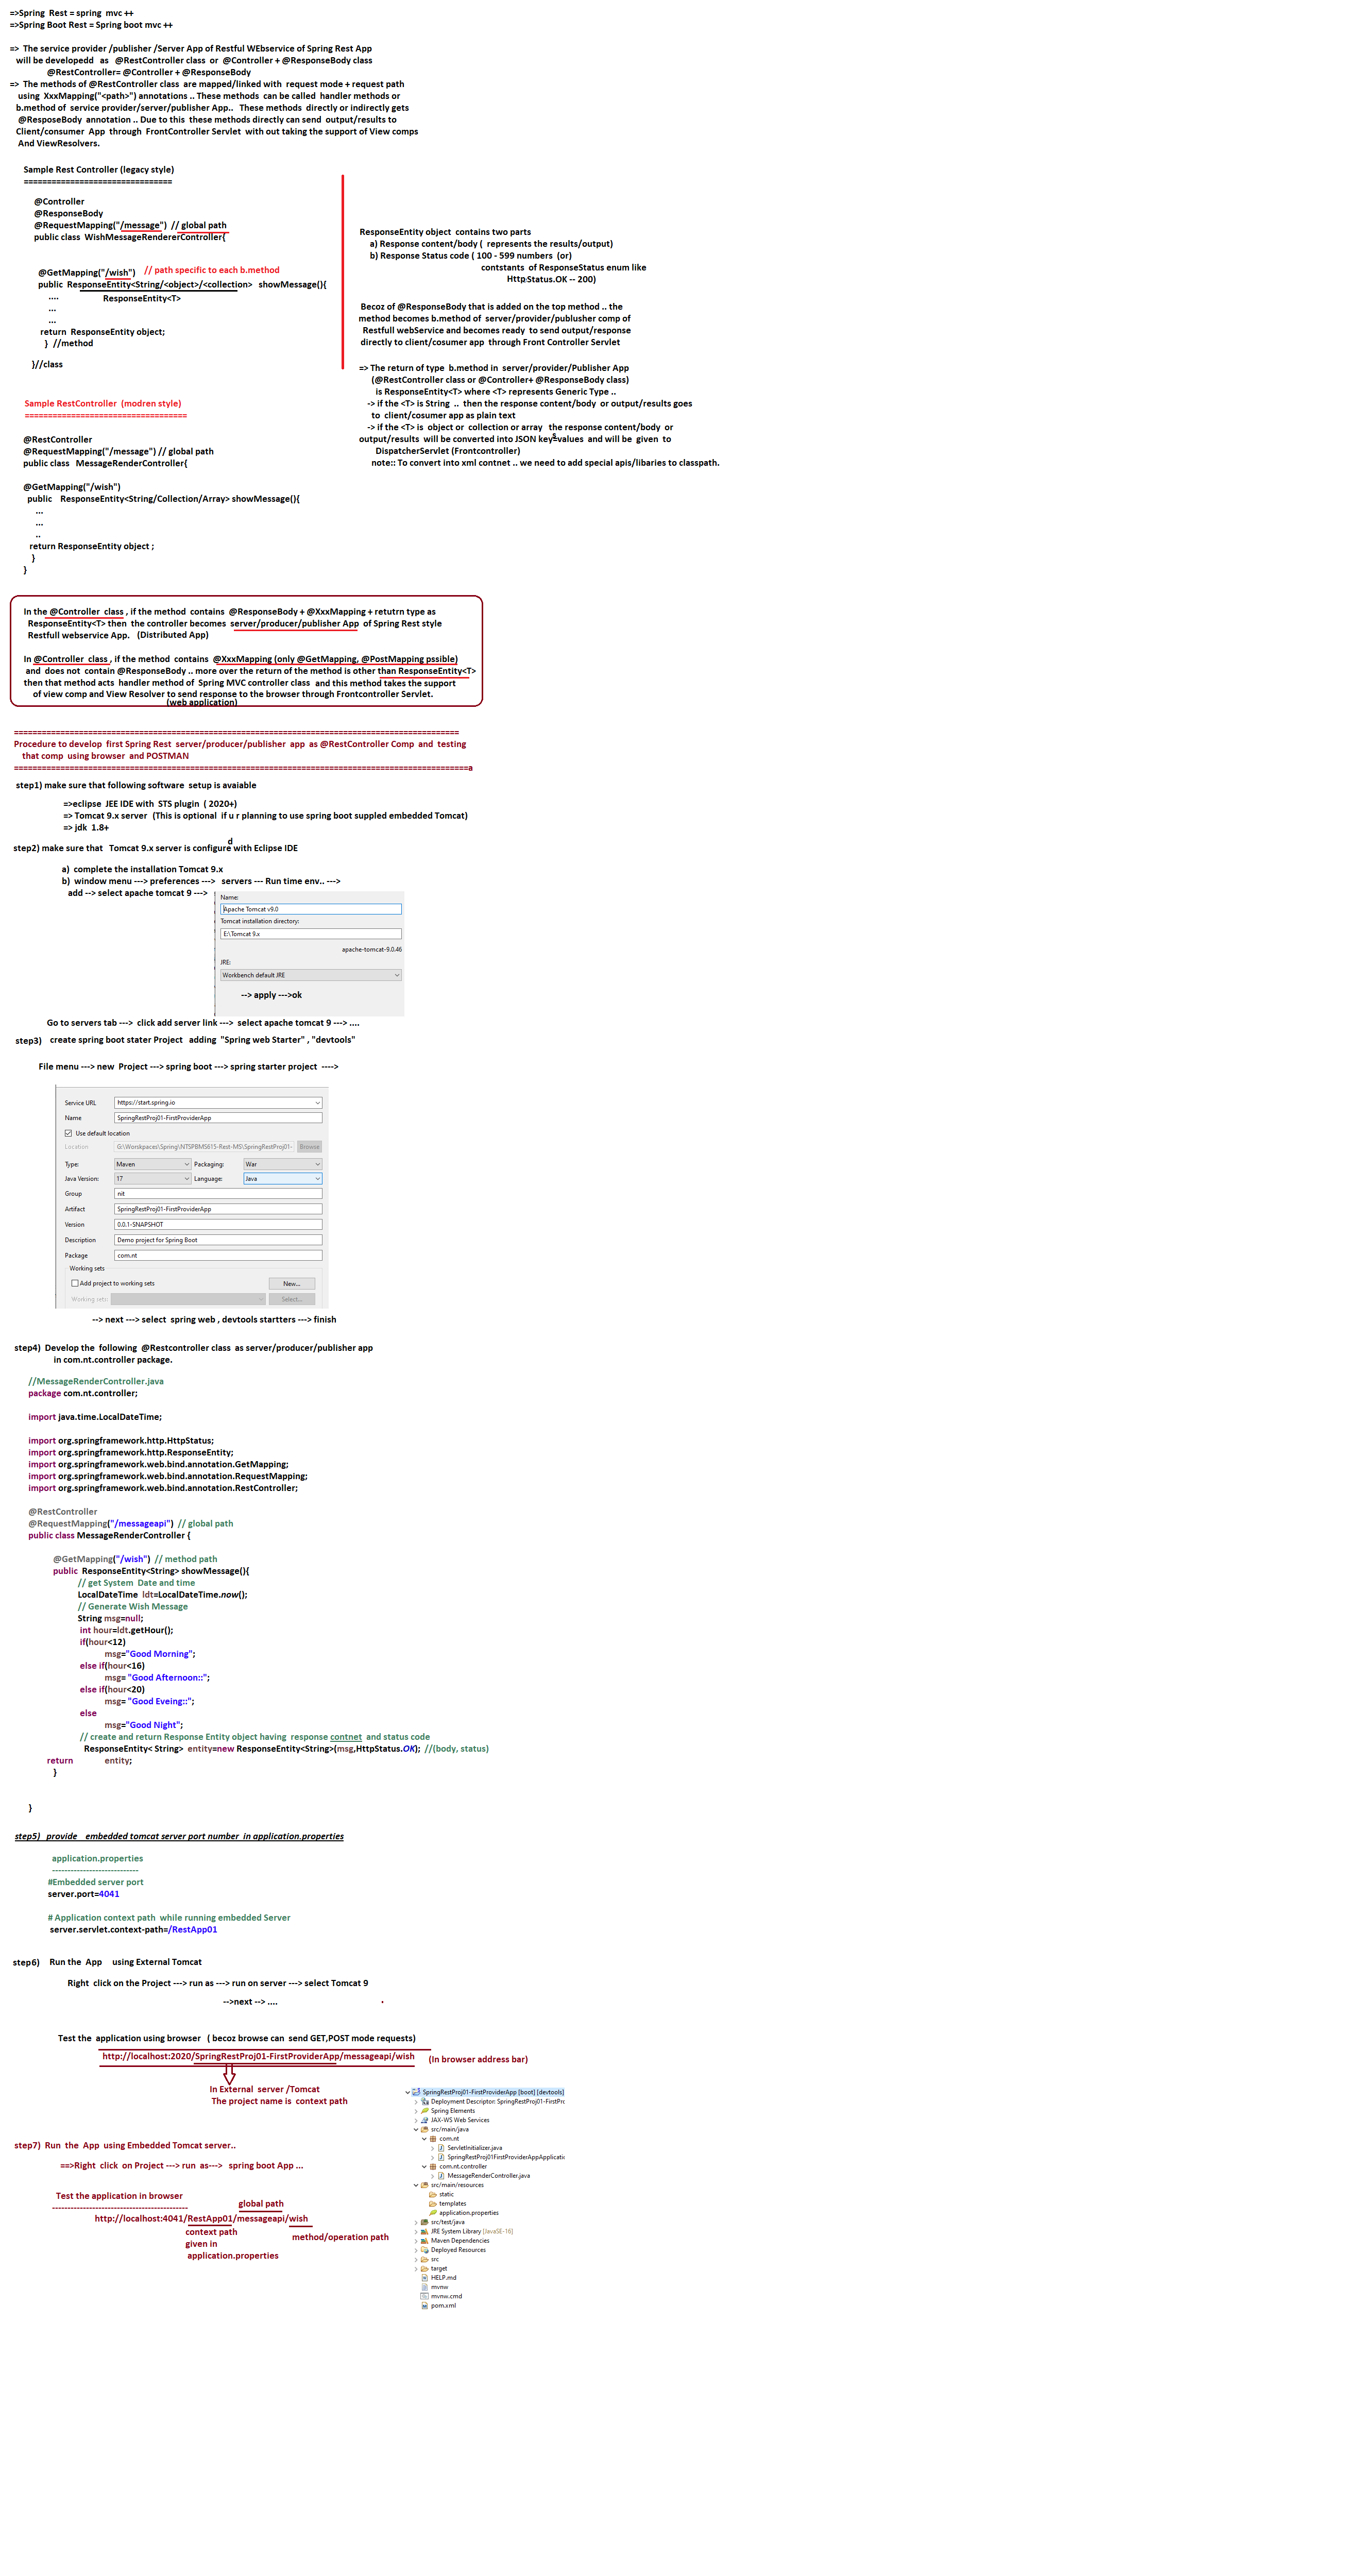 =>Spring  Rest = spring  mvc ++
=>Spring Boot Rest = Spring boot mvc ++
=>  The service provider /publisher /Server App of Restful WEbservice of Spring Rest App
will be developedd   as   @RestController class  or  @Controller + @ResponseBody class
@RestController= @Controller + @ResponseBody
=>  The methods of @RestController class  are mapped/linked with  request mode + request path
using  XxxMapping("<path>") annotations .. These methods  can be called  handler methods or
b.method of  service provider/server/publisher App..   These methods  directly or indirectly gets
@ResposeBody  annotation .. Due to this  these methods directly can send  output/results to
Client/consumer  App  through  FrontController Servlet  with out taking the support of View comps
And ViewResolvers.
Sample Rest Controller (legacy style)
================================
@Controller
@ResponseBody
@RequestMapping("/message")  // global path
public class  WishMessageRendererController{
@GetMapping("/wish")    // path specific to each b.method
public  ResponseEntity<String/<object>/<collection>   showMessage(){
....                 ResponseEntity<T>
...
...
return  ResponseEntity object;
}  //method
}//class
ResponseEntity object  contains two parts
a) Response content/body (  represents the results/output)
b) Response Status code ( 100 - 599 numbers  (or)
contstants  of ResponseStatus enum like
Http.Status.OK -- 200)
Becoz of @ResponseBody that is added on the top method .. the
method becomes b.method of  server/provider/publusher comp of
Restfull webService and becomes ready  to send output/response
directly to client/cosumer app  through Front Controller Servlet
=> The return of type  b.method in  server/provider/Publisher App
(@RestController class or @Controller+ @ResponseBody class)
is ResponseEntity<T> where <T> represents Generic Type ..
-> if the <T> is String  ..  then the response content/body  or output/results goes
to  client/cosumer app as plain text
-> if the <T> is  object or  collection or array   the response content/body  or
output/results  will be converted into JSON key=values  and will be  given  to
s
DispatcherServlet (Frontcontroller)
note:: To convert into xml contnet .. we need to add special apis/libaries to classpath.
Sample RestController  (modren style)
===================================
@RestController
@RequestMapping("/message") // global path
public class   MessageRenderController{
@GetMapping("/wish")
public    ResponseEntity<String/Collection/Array> showMessage(){
...
...
..
return ResponseEntity object ;
}
}
In the @Controller  class , if the method  contains  @ResponseBody + @XxxMapping + retutrn type as
ResponseEntity<T> then  the controller becomes  server/producer/publisher App  of Spring Rest style
Restfull webservice App.   (Distributed App)
In @Controller  class , if the method  contains  @XxxMapping (only @GetMapping, @PostMapping pssible)
and  does not  contain @ResponseBody .. more over the return of the method is other than ResponseEntity<T>
then that method acts  handler method of  Spring MVC controller class   and this method takes the support
of view comp and View Resolver to send response to the browser through Frontcontroller Servlet.
(web application)
================================================================================================
Procedure to develop  first Spring Rest  server/producer/publisher  app  as @RestController Comp  and  testing
that comp  using browser  and POSTMAN
==================================================================================================a
step1) make sure that following software  setup is avaiable
=>eclipse  JEE IDE with  STS plugin  ( 2020+)
=> Tomcat 9.x server  (This is optional  if u r planning to use spring boot suppled embedded Tomcat)
=> jdk  1.8+
d
step2) make sure that   Tomcat 9.x server is configure with Eclipse IDE
a)  complete the installation Tomcat 9.x
b)  window menu ---> preferences --->   servers --- Run time env.. --->
add --> select apache tomcat 9 --->
Name:
Apache Tomcat v9.0
Tomcat installation directory:
E:\Tomcat 9.x
apache-tomcat-9.0.46
JRE:
Workbench default JRE
--> apply --->ok
Go to servers tab --->  click add server link --->  select apache tomcat 9 ---> ....
step3)   create spring boot stater Project   adding  "Spring web Starter" , "devtools"
File menu ---> new  Project ---> spring boot ---> spring starter project  ---->
Service URL   https://start.spring.io
Name   SpringRestProj01-FirstProviderApp
Use default location
Location   G:\Worskpaces\Spring\NTSPBMS615-Rest-MS\SpringRestProj01-   Browse
Type:   Maven   Packaging:   War
Java Version:   17   Language:   Java
Group   nit
Artifact   SpringRestProj01-FirstProviderApp
Version   0.0.1-SNAPSHOT
Description   Demo project for Spring Boot
Package   com.nt
Working sets
Add project to working sets   New...
Working sets:   Select...
--> next ---> select  spring web , devtools startters ---> finish
step4)  Develop the  following  @Restcontroller class  as server/producer/publisher app
in com.nt.controller package.
//MessageRenderController.java
package com.nt.controller;
import java.time.LocalDateTime;
import org.springframework.http.HttpStatus;
import org.springframework.http.ResponseEntity;
import org.springframework.web.bind.annotation.GetMapping;
import org.springframework.web.bind.annotation.RequestMapping;
import org.springframework.web.bind.annotation.RestController;
@RestController
@RequestMapping("/messageapi")  // global path
public class MessageRenderController {
@GetMapping("/wish")  // method path
public  ResponseEntity<String> showMessage(){
// get System  Date and time
LocalDateTime  ldt=LocalDateTime.now();
// Generate Wish Message
String msg=null;
int hour=ldt.getHour();
if(hour<12)
msg="Good Morning";
else if(hour<16)
msg= "Good Afternoon::";
else if(hour<20)
msg= "Good Eveing::";
else
msg="Good Night";
// create and return Response Entity object having  response contnet  and status code
ResponseEntity< String>  entity=new ResponseEntity<String>(msg,HttpStatus.OK);  //(body, status)
return            entity;
}
}
step5)   provide    embedded tomcat server port number  in application.properties
application.properties
----------------------------
#Embedded server port
server.port=4041
# Application context path  while running embedded Server
server.servlet.context-path=/RestApp01
step6)    Run the  App    using External Tomcat
Right  click on the Project ---> run as ---> run on server ---> select Tomcat 9
-->next --> ....
Test the  application using browser   ( becoz browse can  send GET,POST mode requests)
http://localhost:2020/SpringRestProj01-FirstProviderApp/messageapi/wish     (In browser address bar)
In External  server /Tomcat
The project name is  context path
step7)  Run  the  App  using Embedded Tomcat server..
==>Right  click  on Project ---> run  as--->   spring boot App ...
Test the application in browser
--------------------------------------------
global path
http://localhost:4041/RestApp01/messageapi/wish
context path
given in
application.properties
method/operation path
SpringRestProj01-FirstProviderApp [boot] [devtools]
Deployment Descriptor: SpringRestProj01-FirstPro
Spring Elements
JAX-WS Web Services
src/main/java
com.nt
ServletInitializer.java
SpringRestProj01FirstProviderAppApplicatio
com.nt.controller
MessageRenderController.java
src/main/resources
static
templates
application.properties
src/test/java
JRE System Library [JavaSE-16]
Maven Dependencies
Deployed Resources
src
target
HELP.md
mvnw
mvnw.cmd
pom.xml